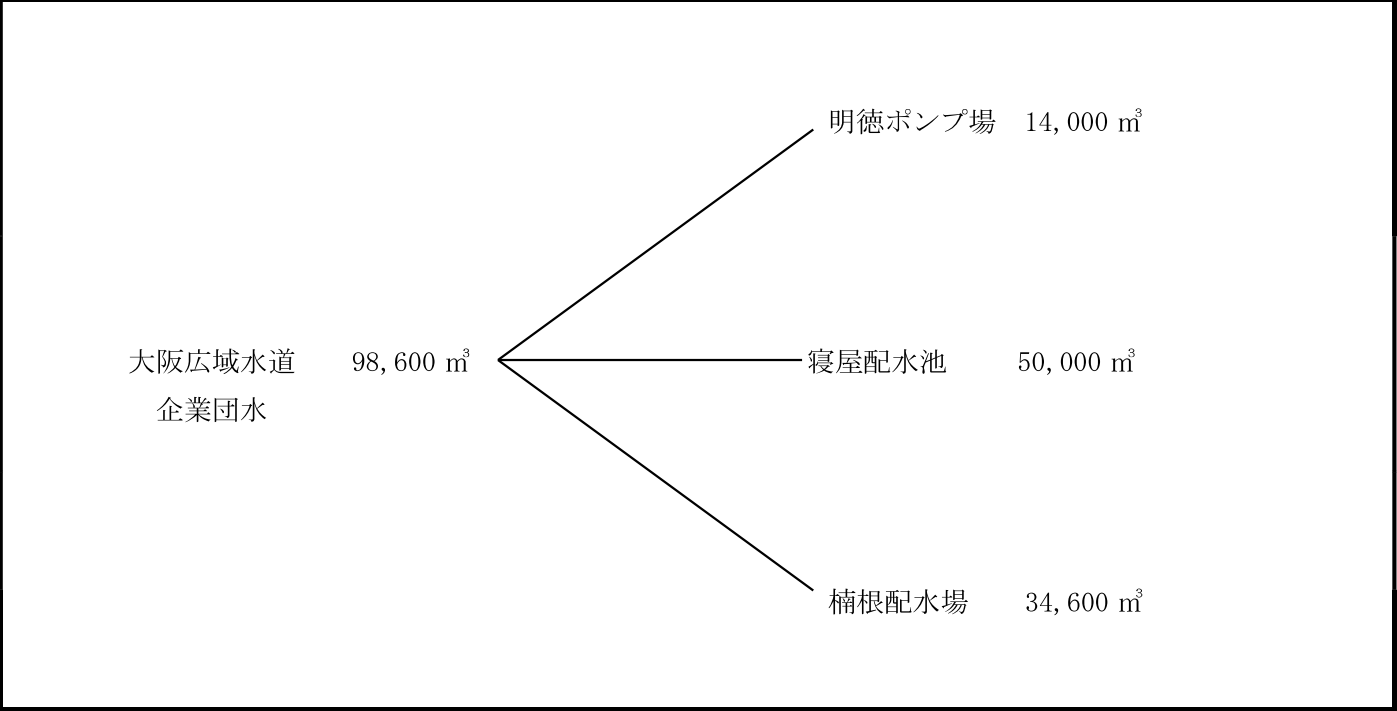 明徳ポンプ場 14,000 ㎥
大阪広域水道 98,600 ㎥ 寝屋配水池 50,000 ㎥
企業団水
楠根配水場 34,600 ㎥